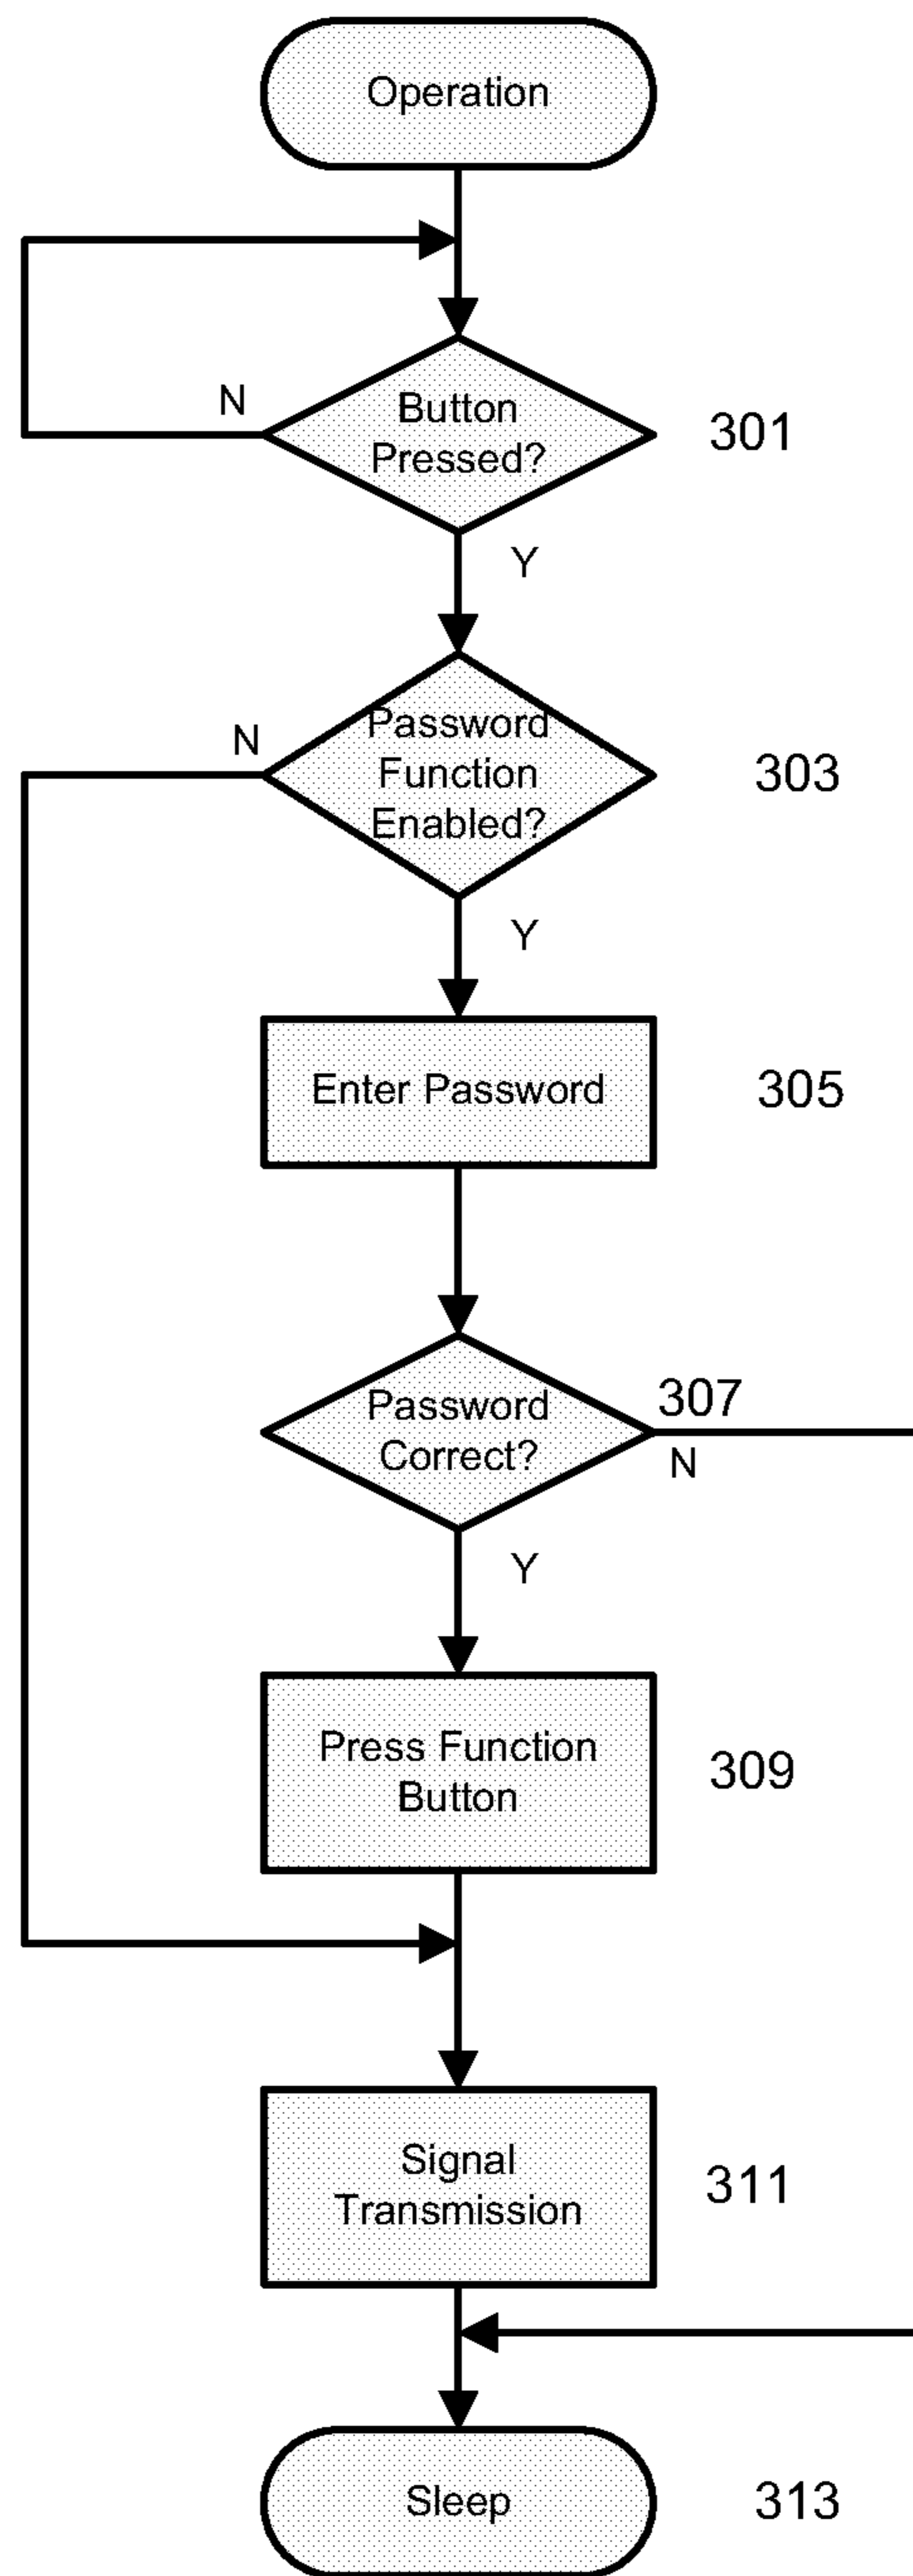 Operation
N
Button
Pressed?
301
Y
N
Password
Function
Enabled?
303
Y
Enter Password
305
Password
Correct?
307
N
Y
Press Function
Button
309
Signal
Transmission
311
Sleep
313